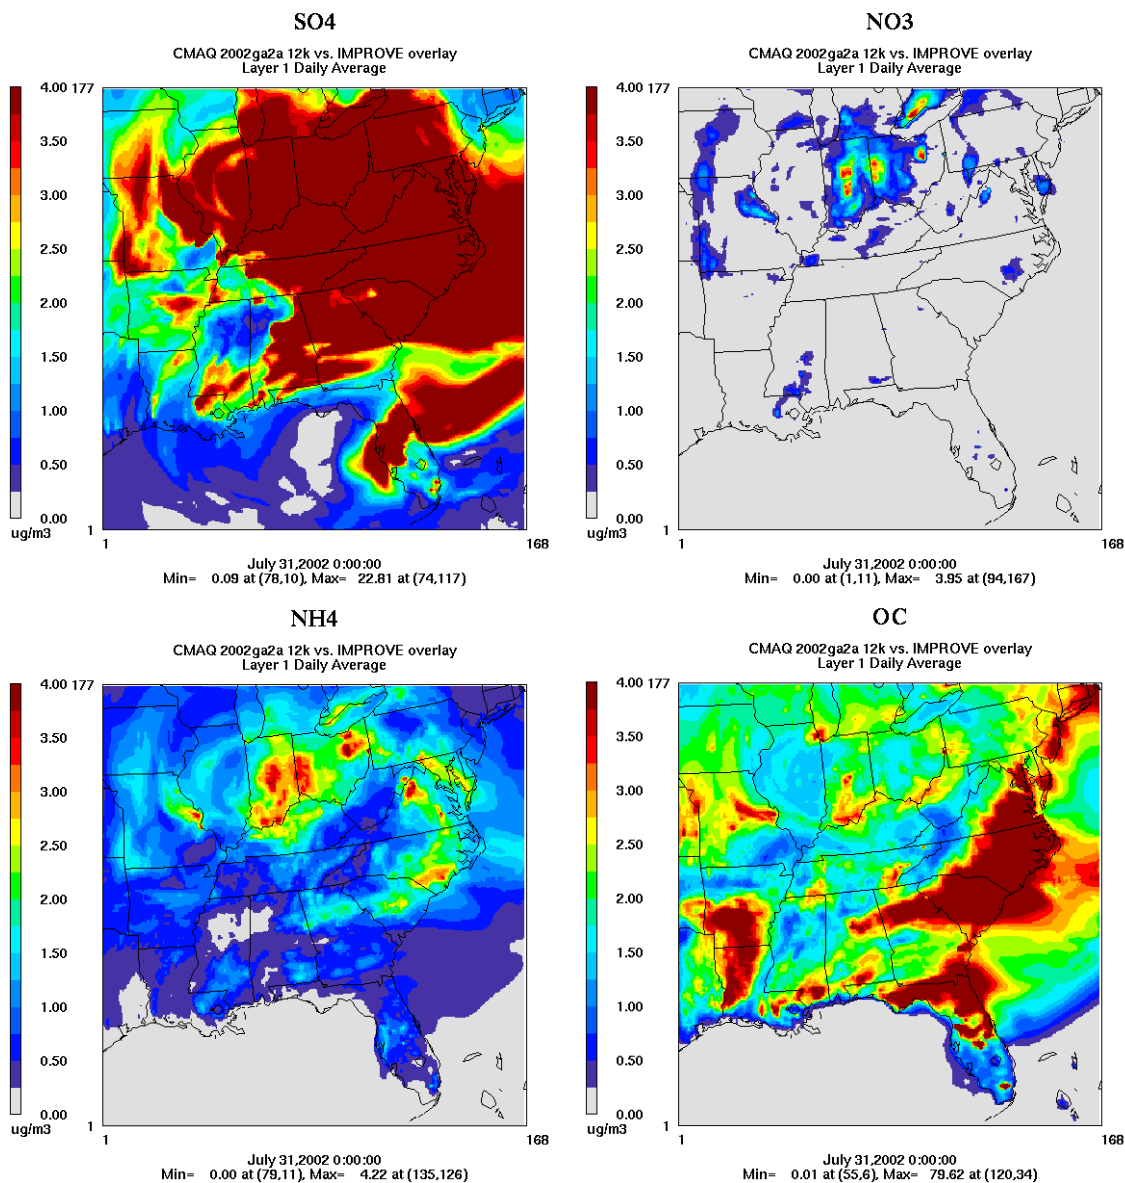 SO4
CMAQ 2002ga2a 12k vs. IMPROVE overlay
Layer 1 Daily Average
4.00 177
3.50
3.00
2.50
2.00
1.50
1.00
0.50
0.00
ug/m3
1
1 168
July 31,2002 0:00:00
Min= 0.09 at (78,10), Max= 22.81 at (74,117)
NO3
CMAQ 2002ga2a 12k vs. IMPROVE overlay
Layer 1 Daily Average
4.00 177
3.50
3.00
2.50
2.00
1.50
1.00
0.50
0.00
ug/m3
1
1 168
July 31,2002 0:00:00
Min= 0.00 at (1,11), Max= 3.95 at (94,167)
NH4
CMAQ 2002ga2a 12k vs. IMPROVE overlay
Layer 1 Daily Average
4.00 177
3.50
3.00
2.50
2.00
1.50
1.00
0.50
0.00
ug/m3
1
1 168
July 31,2002 0:00:00
Min= 0.00 at (79,11), Max= 4.22 at (135,126)
OC
CMAQ 2002ga2a 12k vs. IMPROVE overlay
Layer 1 Daily Average
4.00 177
3.50
3.00
2.50
2.00
1.50
1.00
0.50
0.00
ug/m3
1
1 168
July 31,2002 0:00:00
Min= 0.01 at (55,6), Max= 79.62 at (120,34)